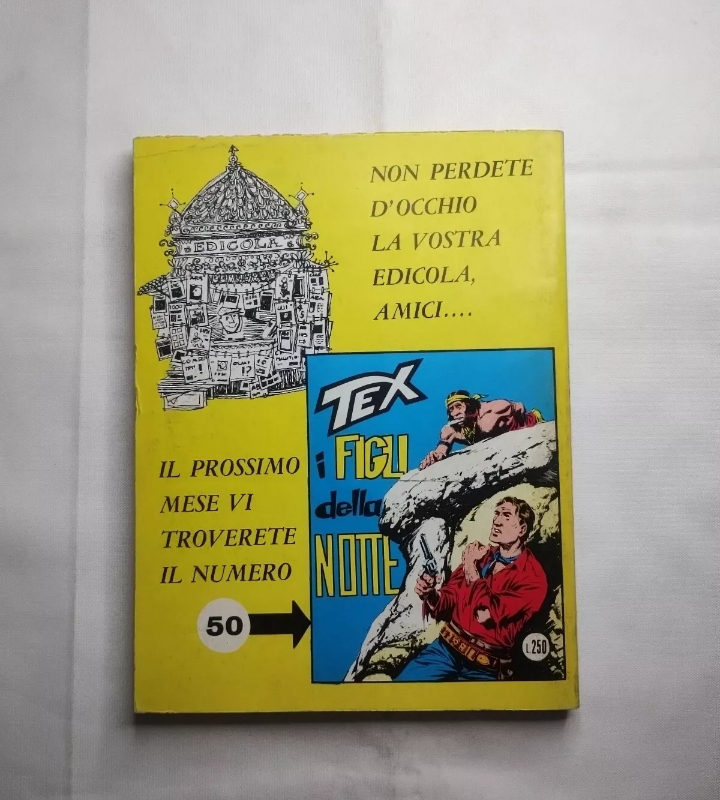 NON PERDETE
D'OCCHIO
LA VOSTRA
EDICOLA,
AMICI....
EDICOLA
IL PROSSIMO
MESE VI
TROVERETE
IL NUMERO
50
TEX
i FIGLI
della
NOTTE
L.250